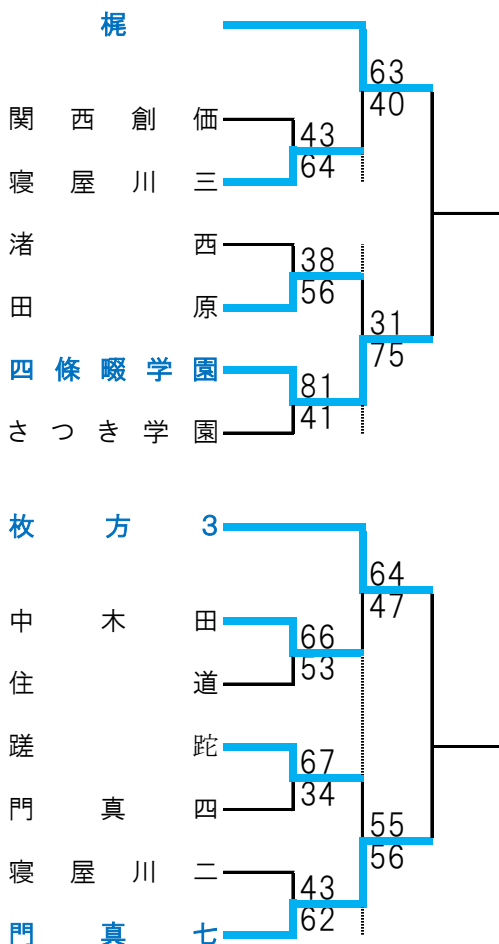 梶
63
40
関西創価
43
64
寝屋川三
渚西
38
56
田原
31
75
四條畷学園
81
41
さつき学園
枚方3
64
47
中木田
66
53
住道
蹉跎
67
34
門真四
55
56
寝屋川二
43
62
門真七